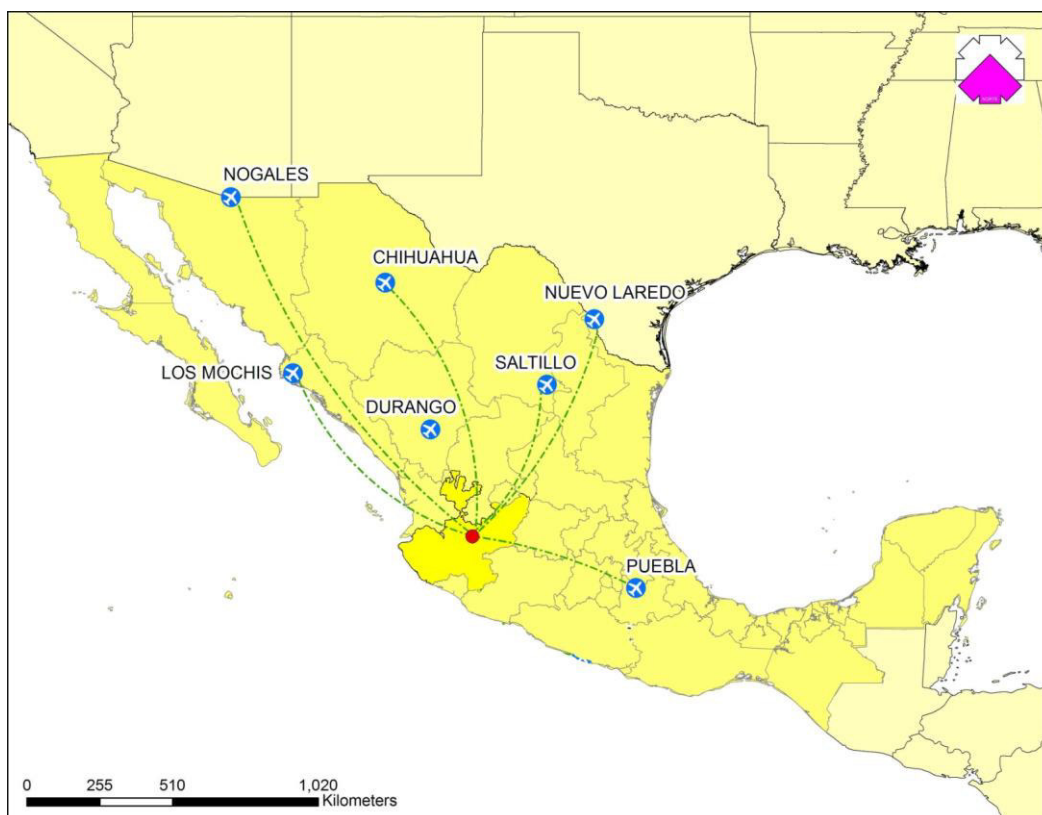 NOGALES
CHIHUAHUA
NUEVO LAREDO
LOS MOCHIS
SALTILLO
DURANGO
PUEBLA
0 255 510 1,020
Kilometers